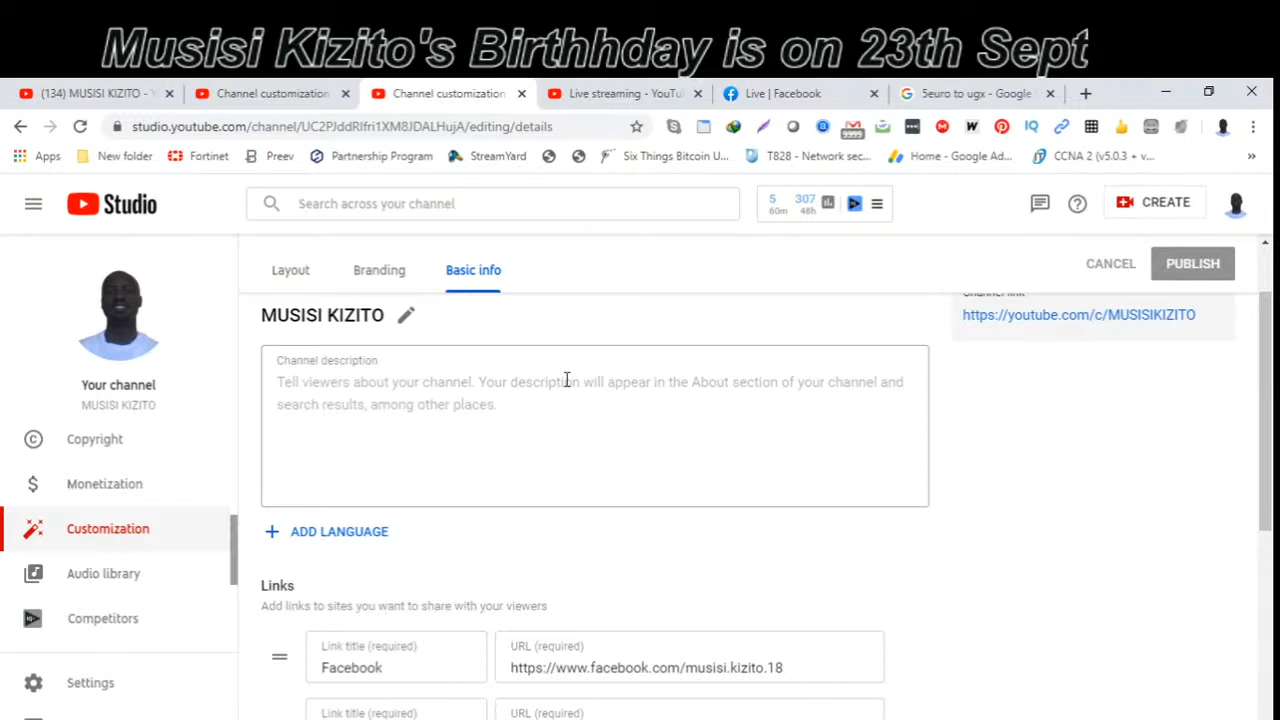 Musisi Kizito's Birthhday is on 23th Sept
(134) MUSISI KIZITO - Y
Channel customization
Channel customization
Live streaming - YouTu
Live | Facebook
5euro to ugx - Google
studio.youtube.com/channel/UC2PJddRlfri1XM8JDALHujA/editing/details
Apps
New folder
Fortinet
Preev
Partnership Program
StreamYard
Six Things Bitcoin U...
T828 - Network sec...
Home - Google Ad...
CCNA 2 (v5.0.3 + v...
Studio
Search across your channel
5 60m
307 48h
CREATE
Layout
Branding
Basic info
CANCEL
PUBLISH
MUSISI KIZITO
Channel link
https://youtube.com/c/MUSISIKIZITO
Channel description
Tell viewers about your channel. Your description will appear in the About section of your channel and
search results, among other places.
ADD LANGUAGE
Links
Add links to sites you want to share with your viewers
Link title (required)
Facebook
URL (required)
https://www.facebook.com/musisi.kizito.18
Link title (required)
URL (required)
Your channel
MUSISI KIZITO
Copyright
Monetization
Customization
Audio library
Competitors
Settings